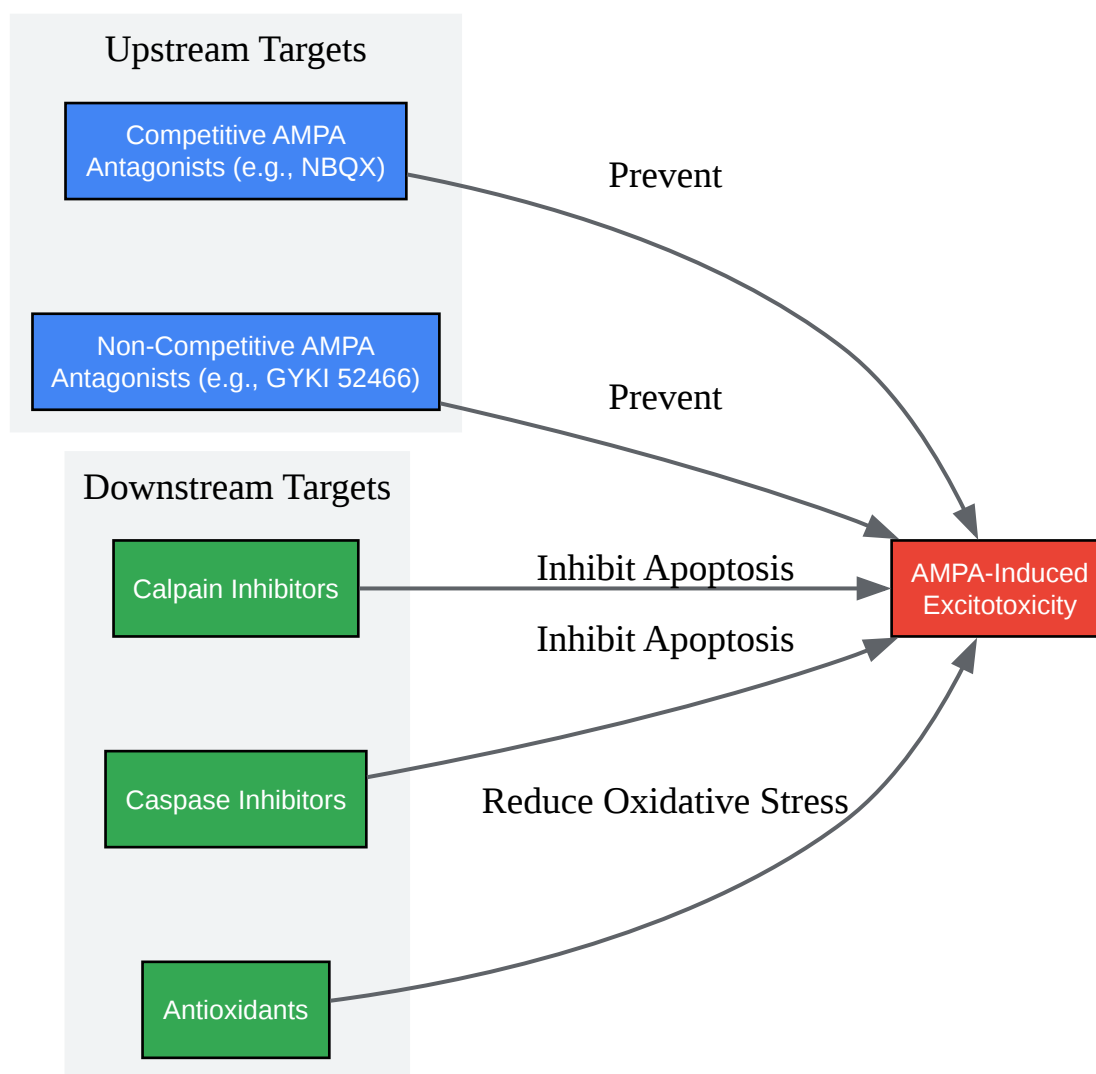 Upstream Targets
Competitive AMPA
Antagonists (e.g., NBQX)
Prevent
Non-Competitive AMPA
Antagonists (e.g., GYKI 52466)
Prevent
Downstream Targets
Calpain Inhibitors
Inhibit Apoptosis
AMPA-Induced
Excitotoxicity
Inhibit Apoptosis
Caspase Inhibitors
Reduce Oxidative Stress
Antioxidants